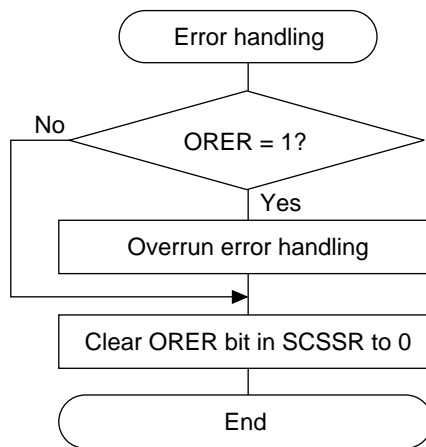 Error handling
No
ORER = 1?
Yes
Overrun error handling
Clear ORER bit in SCSSR to 0
End